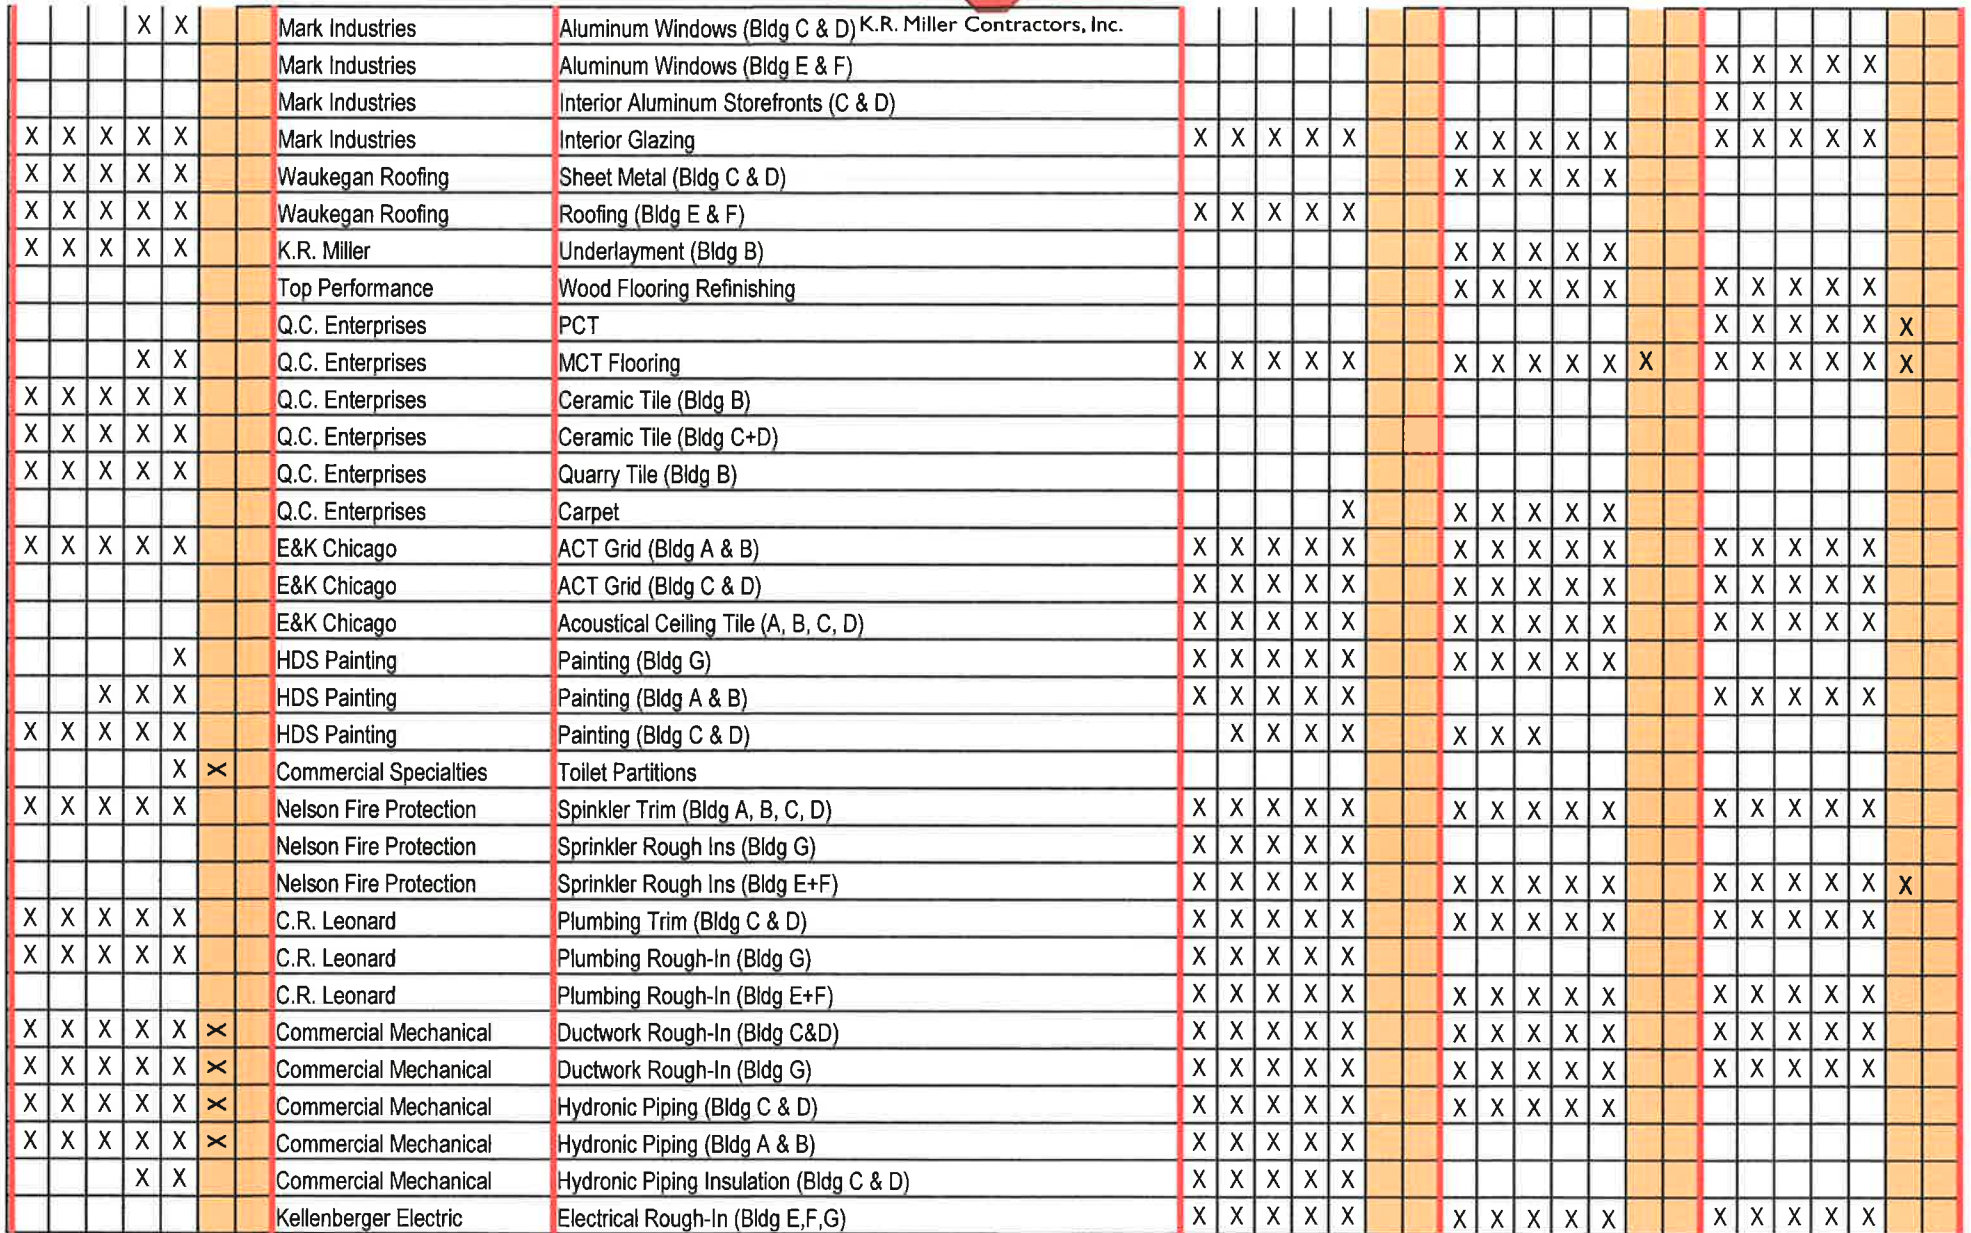 X X Mark Industries Aluminum Windows (Bldg C & D) K.R. Miller Contractors, Inc.
Mark Industries Aluminum Windows (Bldg E & F) X X X X X
Mark Industries Interior Aluminum Storefronts (C & D) X X X
X X X X X Mark Industries Interior Glazing X X X X X X X X X X X X X X X
X X X X X Waukegan Roofing Sheet Metal (Bldg C & D) X X X X X
X X X X X Waukegan Roofing Roofing (Bldg E & F) X X X X X
X X X X X K.R. Miller Underlayment (Bldg B) X X X X X
Top Performance Wood Flooring Refinishing X X X X X X X X X X
Q.C. Enterprises PCT X X X X X X
X X Q.C. Enterprises MCT Flooring X X X X X X X X X X X X X X X X X
X X X X X Q.C. Enterprises Ceramic Tile (Bldg B)
X X X X X Q.C. Enterprises Ceramic Tile (Bldg C+D)
X X X X X Q.C. Enterprises Quarry Tile (Bldg B)
Q.C. Enterprises Carpet X X X X X X
X X X X X E&K Chicago ACT Grid (Bldg A & B) X X X X X X X X X X X X X X X
E&K Chicago ACT Grid (Bldg C & D) X X X X X X X X X X X X X X X
E&K Chicago Acoustical Ceiling Tile (A, B, C, D) X X X X X X X X X X X X X X X
X HDS Painting Painting (Bldg G) X X X X X X X X X X
X X X HDS Painting Painting (Bldg A & B) X X X X X X X X X X
X X X X X HDS Painting Painting (Bldg C & D) X X X X X X X
X X Commercial Specialties Toilet Partitions
X X X X X Nelson Fire Protection Spinkler Trim (Bldg A, B, C, D) X X X X X X X X X X X X X X X
Nelson Fire Protection Sprinkler Rough Ins (Bldg G) X X X X X
Nelson Fire Protection Sprinkler Rough Ins (Bldg E+F) X X X X X X X X X X X X X X X X
X X X X X C.R. Leonard Plumbing Trim (Bldg C & D) X X X X X X X X X X X X X X X
X X X X X C.R. Leonard Plumbing Rough-In (Bldg G) X X X X X
C.R. Leonard Plumbing Rough-In (Bldg E+F) X X X X X X X X X X X X X X X
X X X X X X Commercial Mechanical Ductwork Rough-In (Bldg C&D) X X X X X X X X X X X X X X X
X X X X X X Commercial Mechanical Ductwork Rough-In (Bldg G) X X X X X X X X X X X X X X X
X X X X X X Commercial Mechanical Hydronic Piping (Bldg C & D) X X X X X X X X X X
X X X X X X Commercial Mechanical Hydronic Piping (Bldg A & B) X X X X X
X X Commercial Mechanical Hydronic Piping Insulation (Bldg C & D) X X X X X
Kellenberger Electric Electrical Rough-In (Bldg E,F,G) X X X X X X X X X X X X X X X